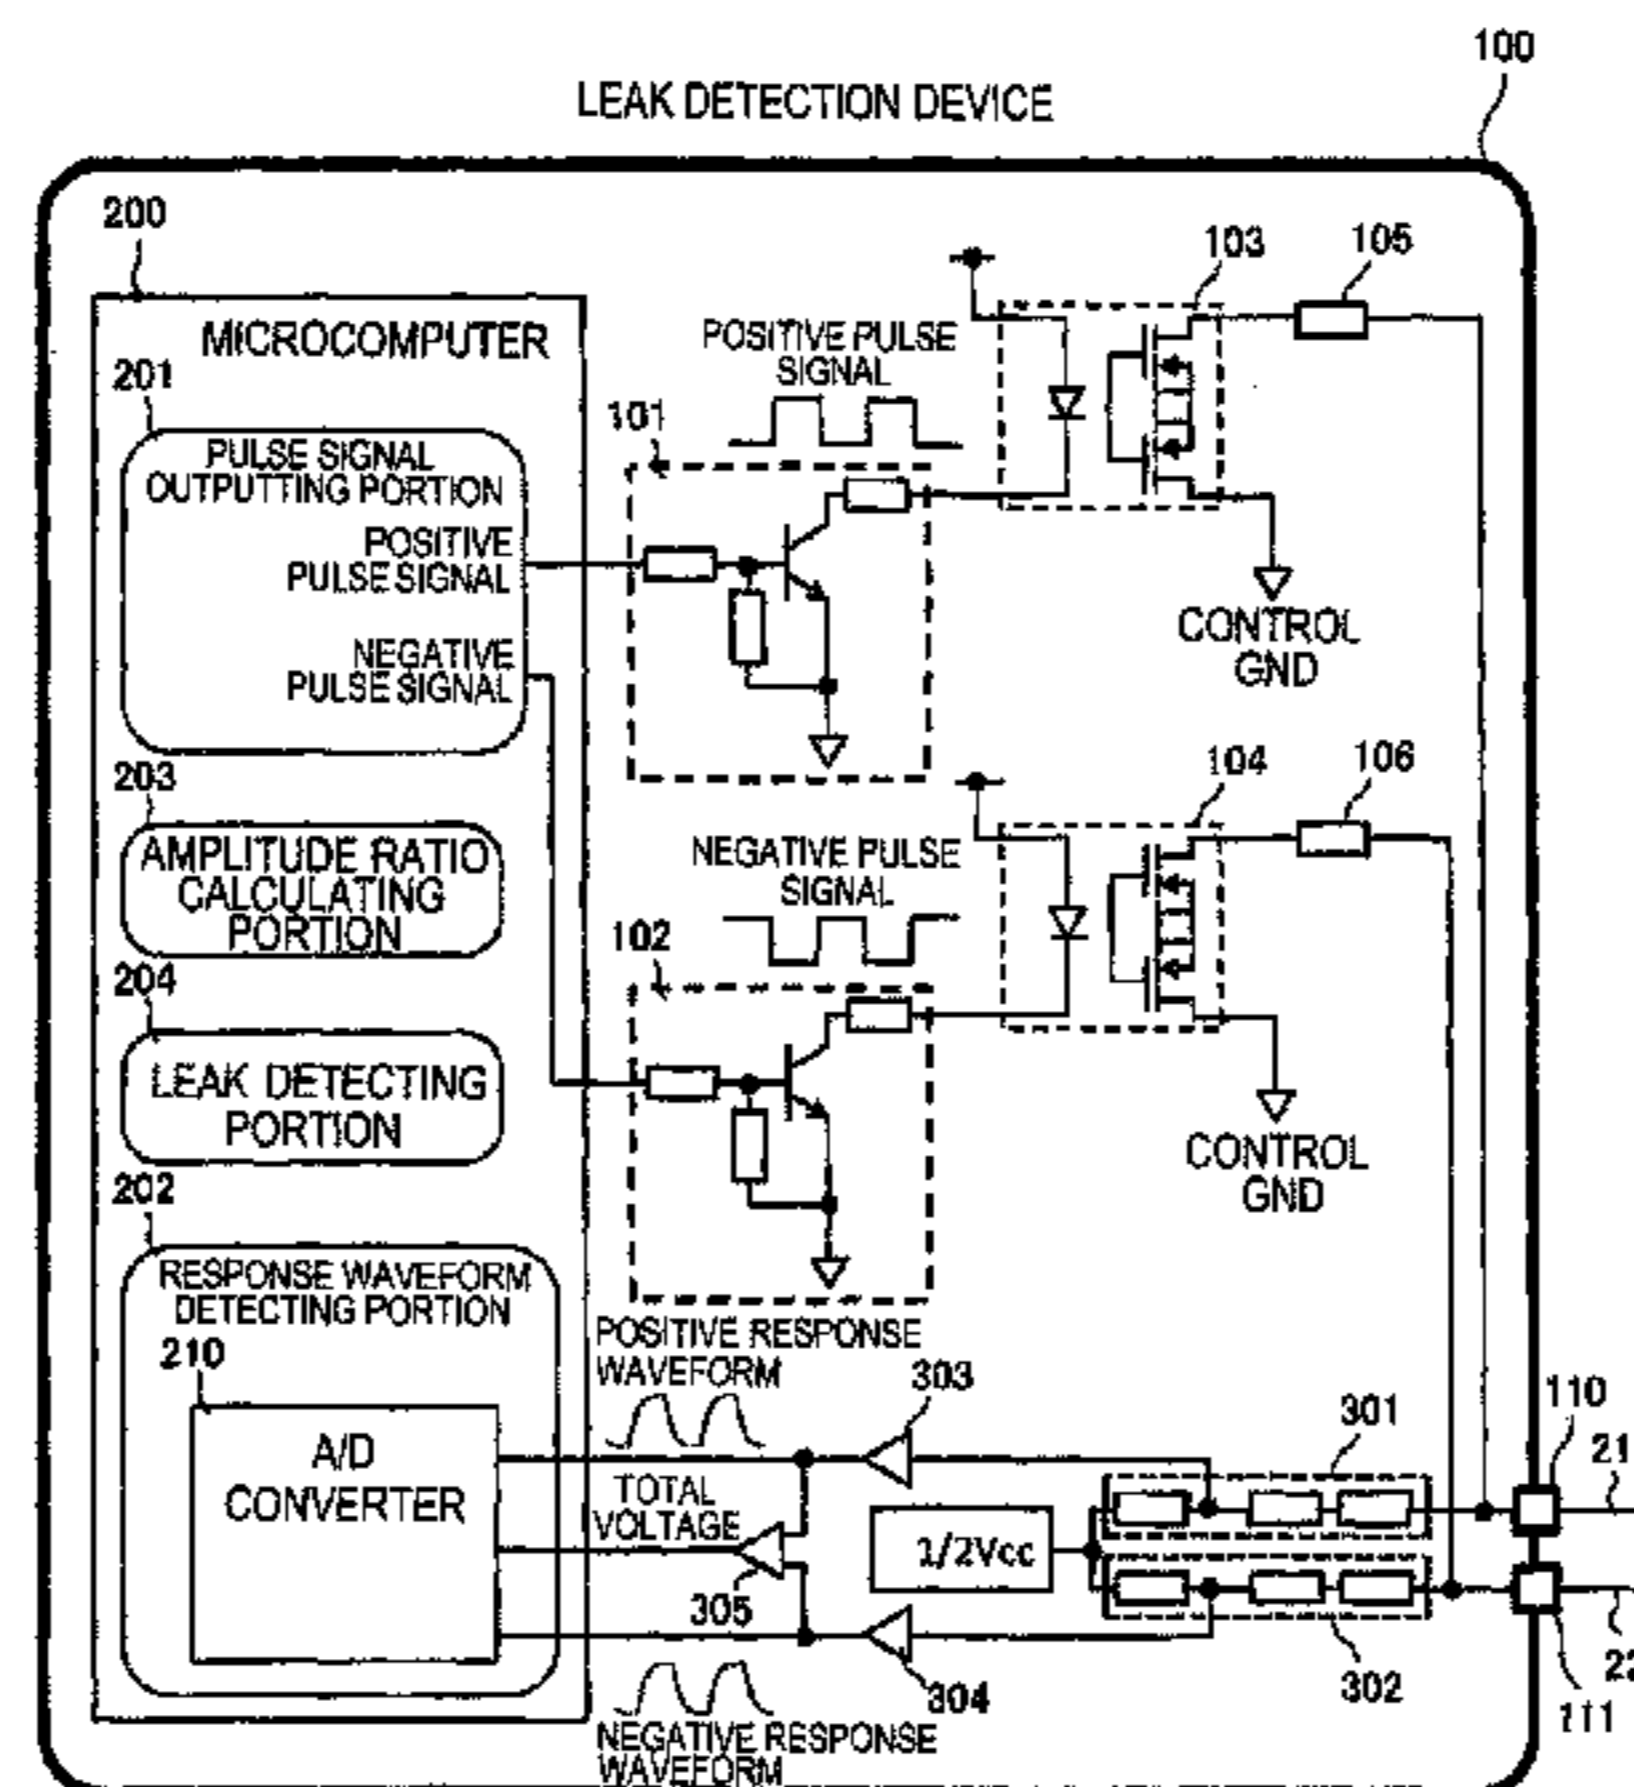 100
LEAK DETECTION DEVICE
200
MICROCOMPUTER
201
PULSE SIGNAL
OUTPUTTING PORTION
POSITIVE
PULSE SIGNAL
NEGATIVE
PULSE SIGNAL
203
AMPLITUDE RATIO
CALCULATING
PORTION
204
LEAK DETECTING
PORTION
202
RESPONSE WAVEFORM
DETECTING PORTION
210
A/D
CONVERTER
POSITIVE PULSE
SIGNAL
101
103
105
CONTROL
GND
NEGATIVE PULSE
SIGNAL
102
104
106
CONTROL
GND
POSITIVE RESPONSE
WAVEFORM
303
TOTAL
VOLTAGE
305
1/2Vcc
301
302
304
NEGATIVE RESPONSE
WAVEFORM
110
21
22
111